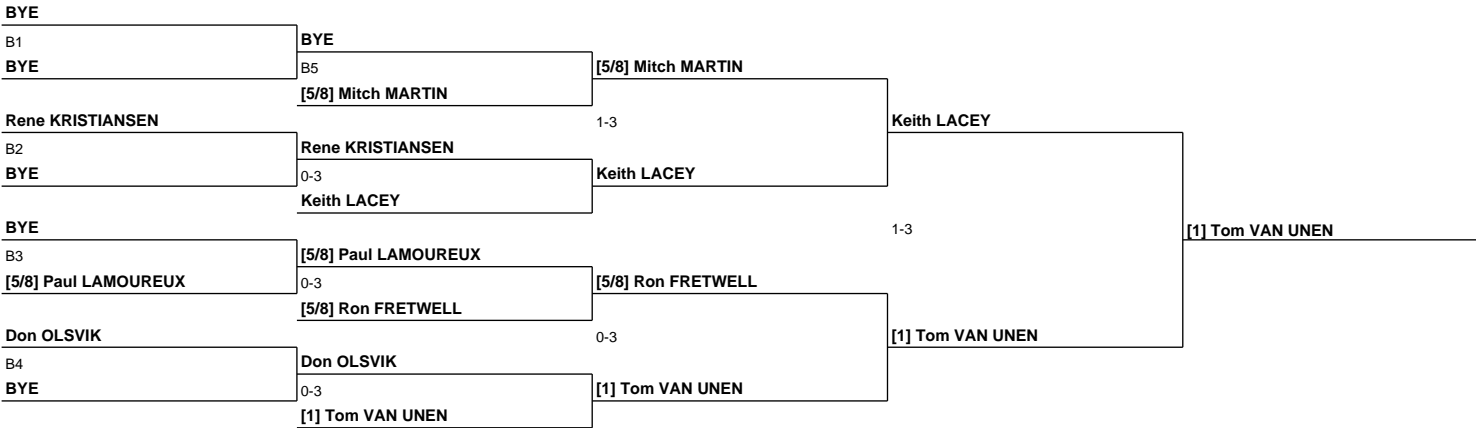 BYE
B1
BYE
Rene KRISTIANSEN
B2
BYE
BYE
B3
[5/8] Paul LAMOUREUX
Don OLSVIK
B4
BYE
BYE
B5
[5/8] Mitch MARTIN
Rene KRISTIANSEN
0-3
Keith LACEY
[5/8] Paul LAMOUREUX
0-3
[5/8] Ron FRETWELL
Don OLSVIK
0-3
[1] Tom VAN UNEN
[5/8] Mitch MARTIN
1-3
Keith LACEY
[5/8] Ron FRETWELL
0-3
[1] Tom VAN UNEN
Keith LACEY
1-3
[1] Tom VAN UNEN
[1] Tom VAN UNEN